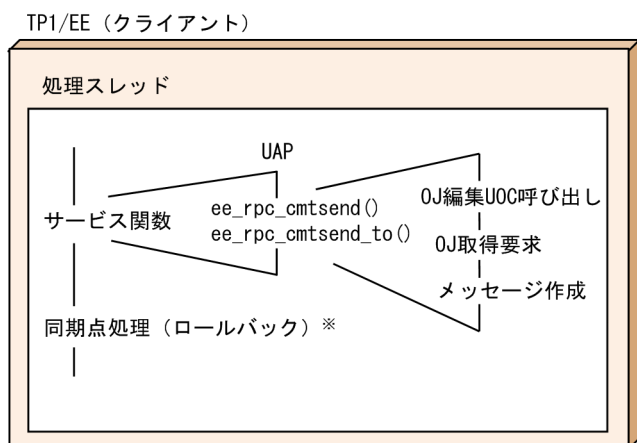 TP1/EE（クライアント）
処理スレッド
UAP
サービス関数
ee_rpc_cmtsend()
ee_rpc_cmtsend_to()
OJ編集UOC呼び出し
OJ取得要求
メッセージ作成
同期点処理（ロールバック）※